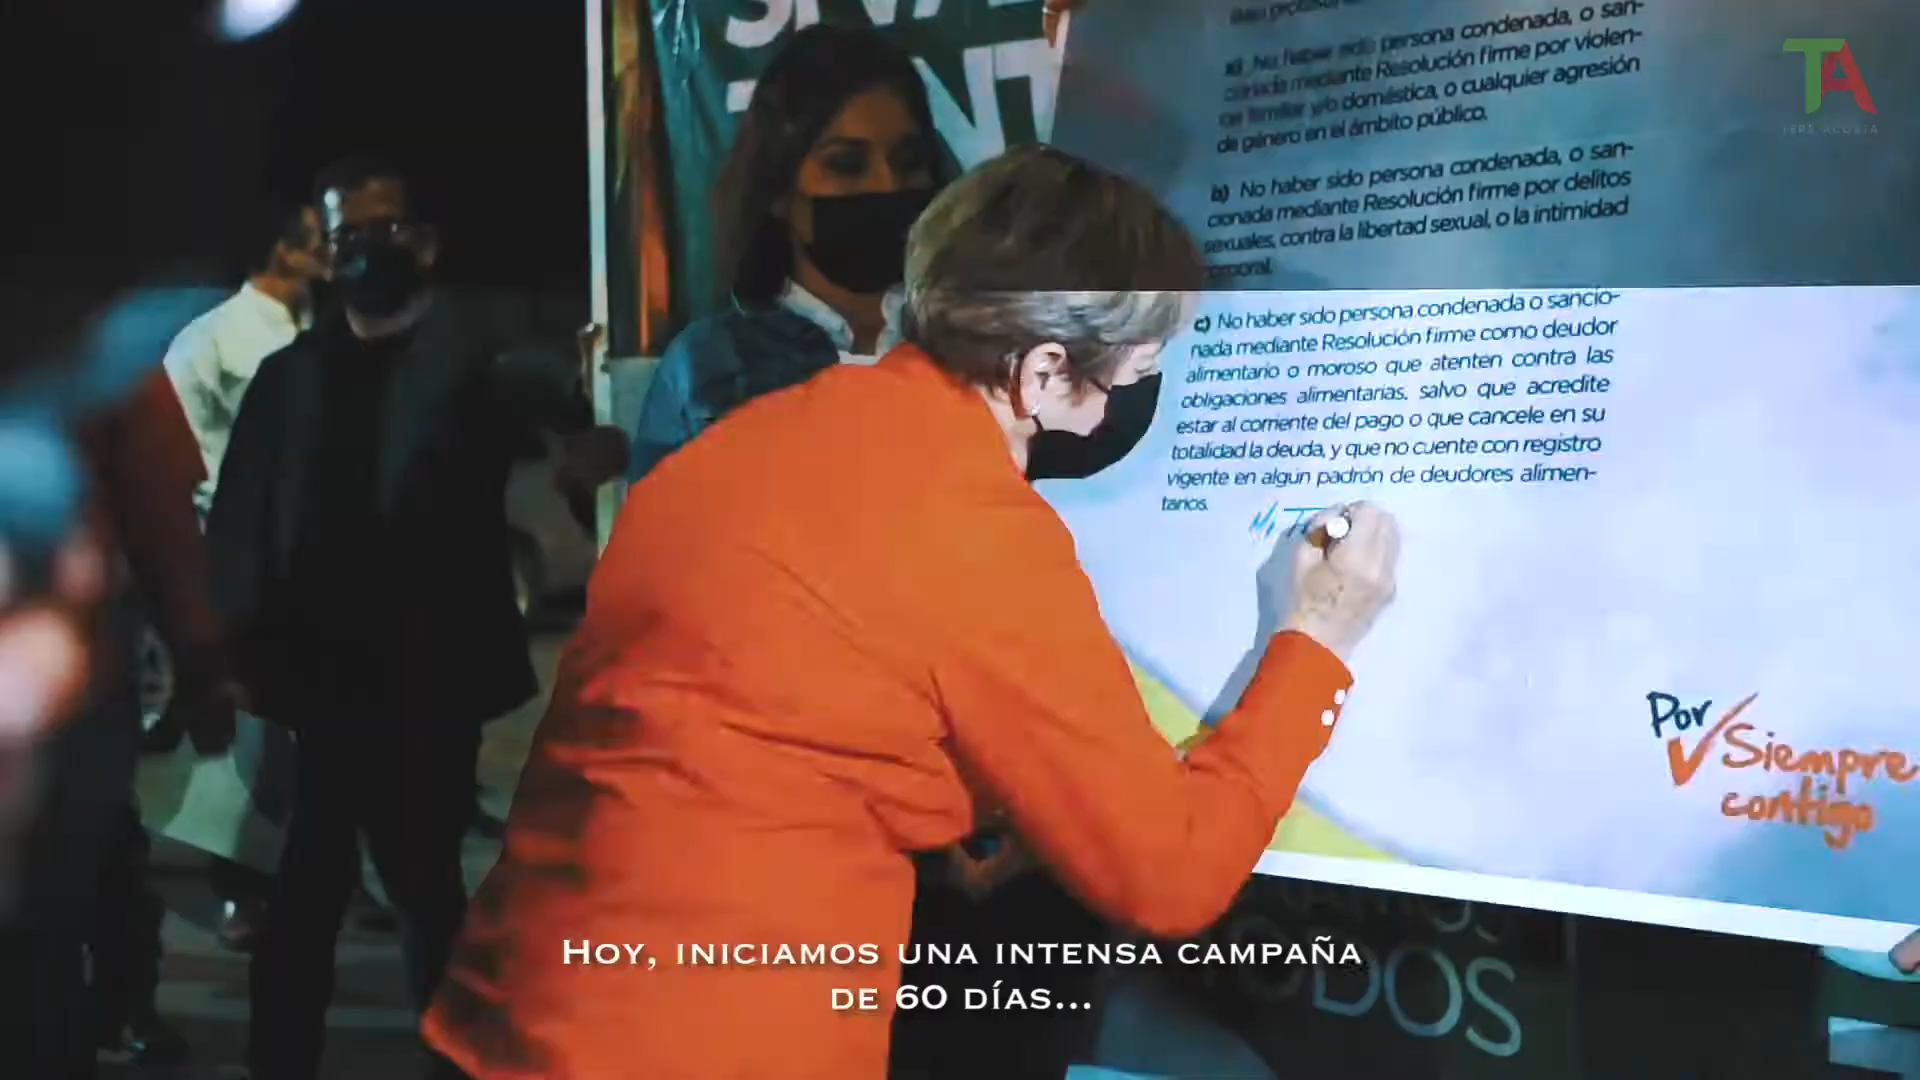 TA
a) No haber sido persona condenada, o san-
cionada mediante Resolución firme por violen-
cia familiar y/o doméstica, o cualquier agresión
de género en el ámbito público.
b) No haber sido persona condenada, o san-
cionada mediante Resolución firme por delitos
sexuales, contra la libertad sexual, o la intimidad
corporal.
c) No haber sido persona condenada o sancio-
nada mediante Resolución firme como deudor
alimentario o moroso que atenten contra las
obligaciones alimentarias, salvo que acredite
estar al corriente del pago o que cancele en su
totalidad la deuda, y que no cuente con registro
vigente en algún padrón de deudores alimen-
tarios.
Por
Siempre
contigo
TODOS
Hoy, iniciamos una intensa campaña
de 60 días...